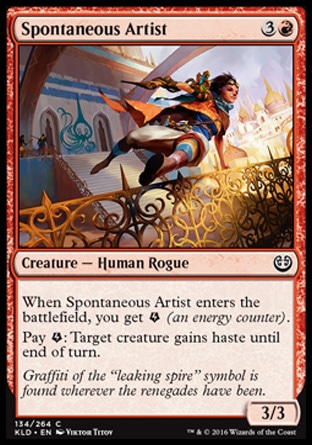 Spontaneous Artist 3
Creature — Human Rogue
When Spontaneous Artist enters the
battlefield, you get (an energy counter).
Pay : Target creature gains haste until
end of turn.
Graffiti of the “leaking spire” symbol is
found wherever the renegades have been.
3/3
134/264 C
KLD • EN Viktor Titov
™ & © 2016 Wizards of the Coast